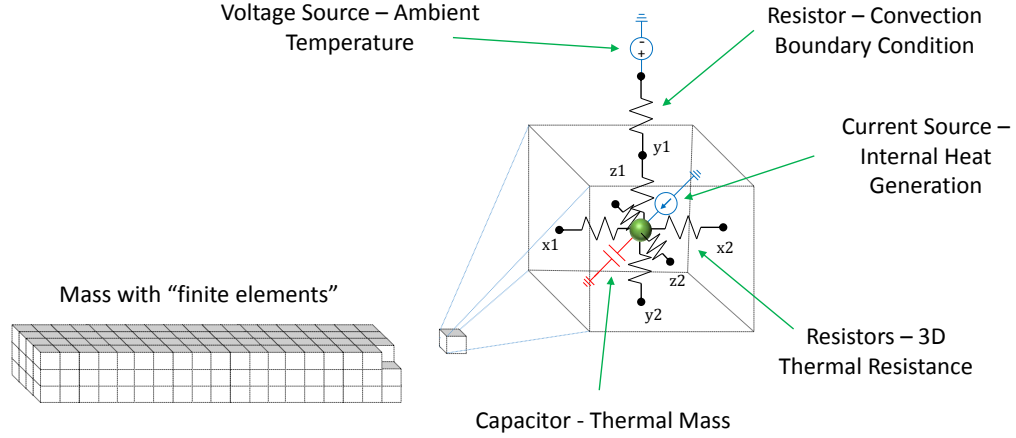 Voltage Source – Ambient
Temperature
Resistor – Convection
Boundary Condition
-
+
Current Source –
Internal Heat
Generation
y1
z1
x1
x2
z2
y2
Mass with “finite elements”
Resistors – 3D
Thermal Resistance
Capacitor - Thermal Mass